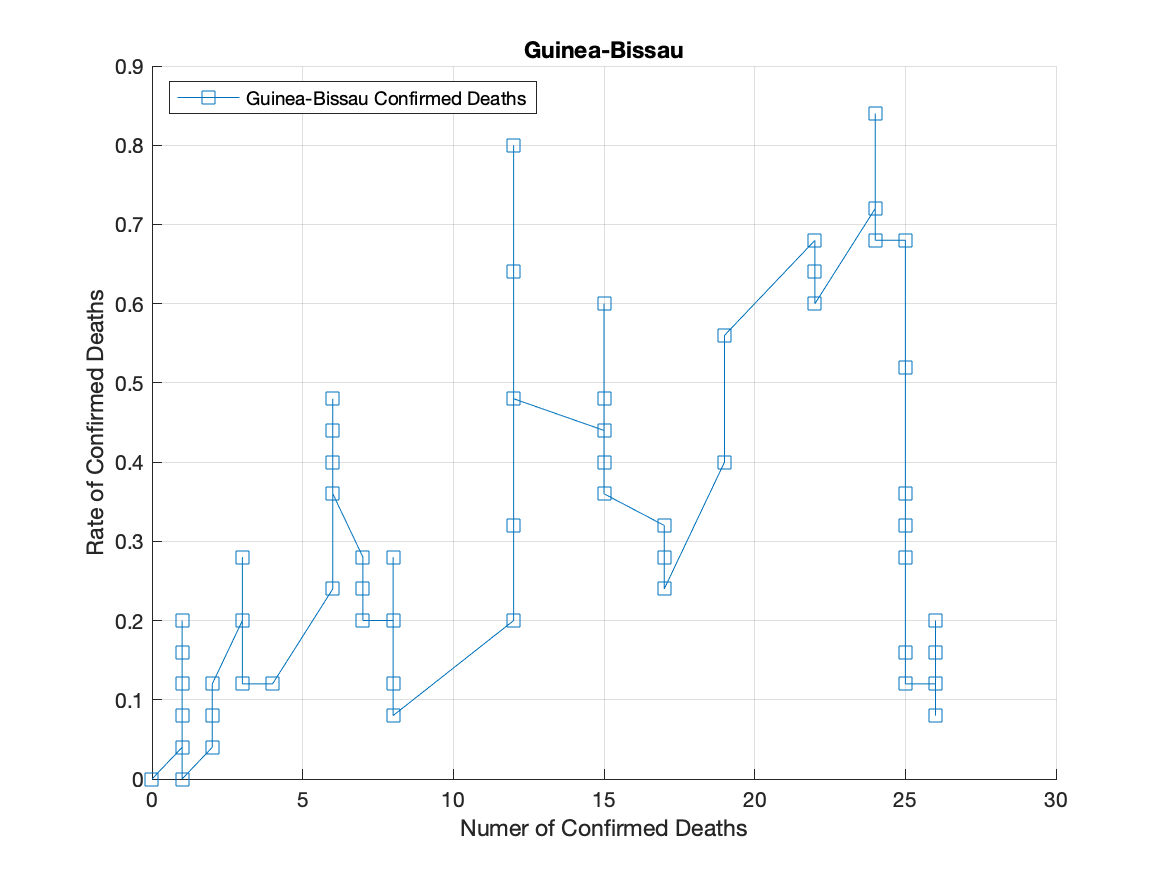 Guinea-Bissau
Guinea-Bissau Confirmed Deaths
Rate of Confirmed Deaths
0.9
0.8
0.7
0.6
0.5
0.4
0.3
0.2
0.1
0
0 5 10 15 20 25 30
Numer of Confirmed Deaths